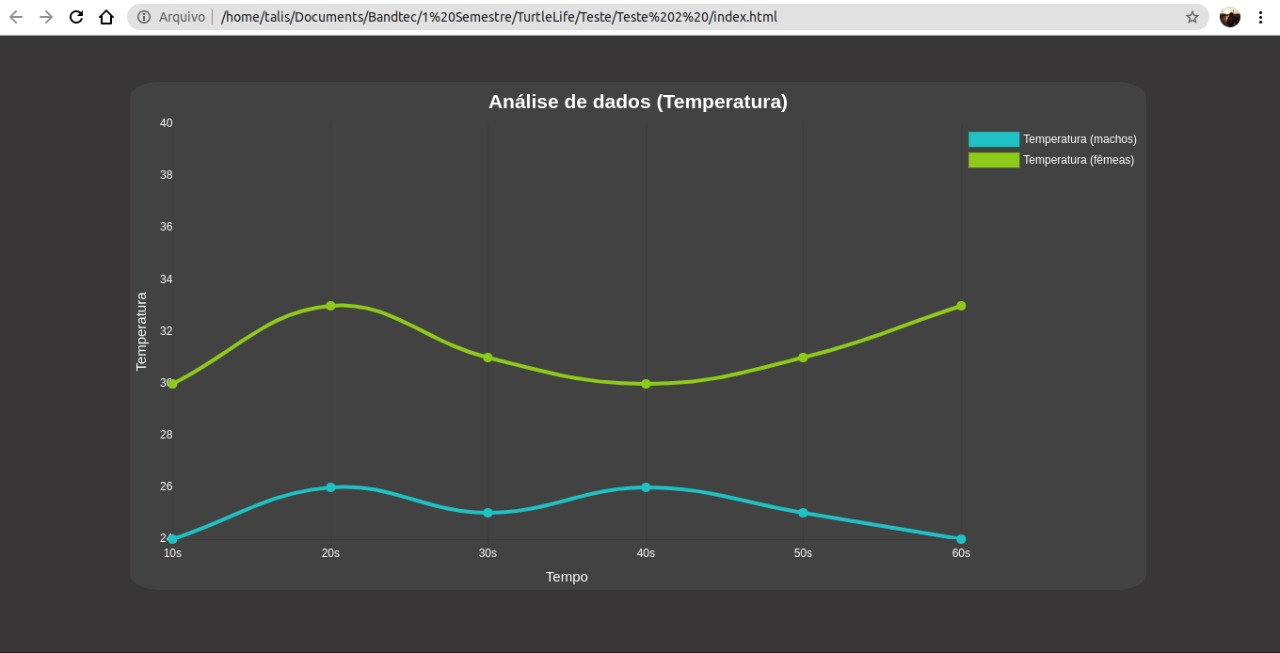 Arquivo | /home/talis/Documents/Bandtec/1%20Semestre/TurtleLife/Teste/Teste%202%20/index.html
Análise de dados (Temperatura)
Temperatura (machos)
Temperatura (fêmeas)
Temperatura
40
38
36
34
32
30
28
26
24
10s 20s 30s 40s 50s 60s
Tempo